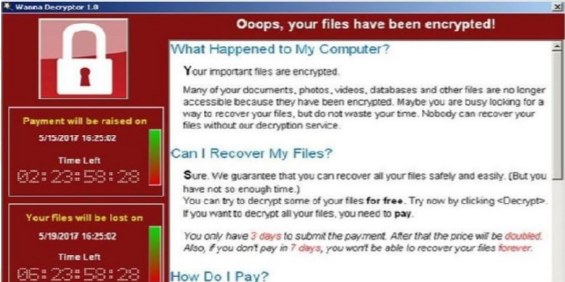 Wanna Decryptor 1.0
Ooops, your files have been encrypted!
Payment will be raised on
5/15/2017 16:25:02
Time Left
02:23:58:28
Your files will be lost on
5/19/2017 16:25:02
Time Left
06:23:58:28
What Happened to My Computer?
Your important files are encrypted.
Many of your documents, photos, videos, databases and other files are no longer
accessible because they have been encrypted. Maybe you are busy looking for a
way to recover your files, but do not waste your time. Nobody can recover your
files without our decryption service.
Can I Recover My Files?
Sure. We guarantee that you can recover all your files safely and easily. (But you
have not so enough time.)
You can try to decrypt some of your files for free. Try now by clicking <Decrypt>.
If you want to decrypt all your files, you need to pay.
You only have 3 days to submit the payment. After that the price will be doubled.
Also, if you don't pay in 7 days, you won't be able to recover your files forever.
How Do I Pay?